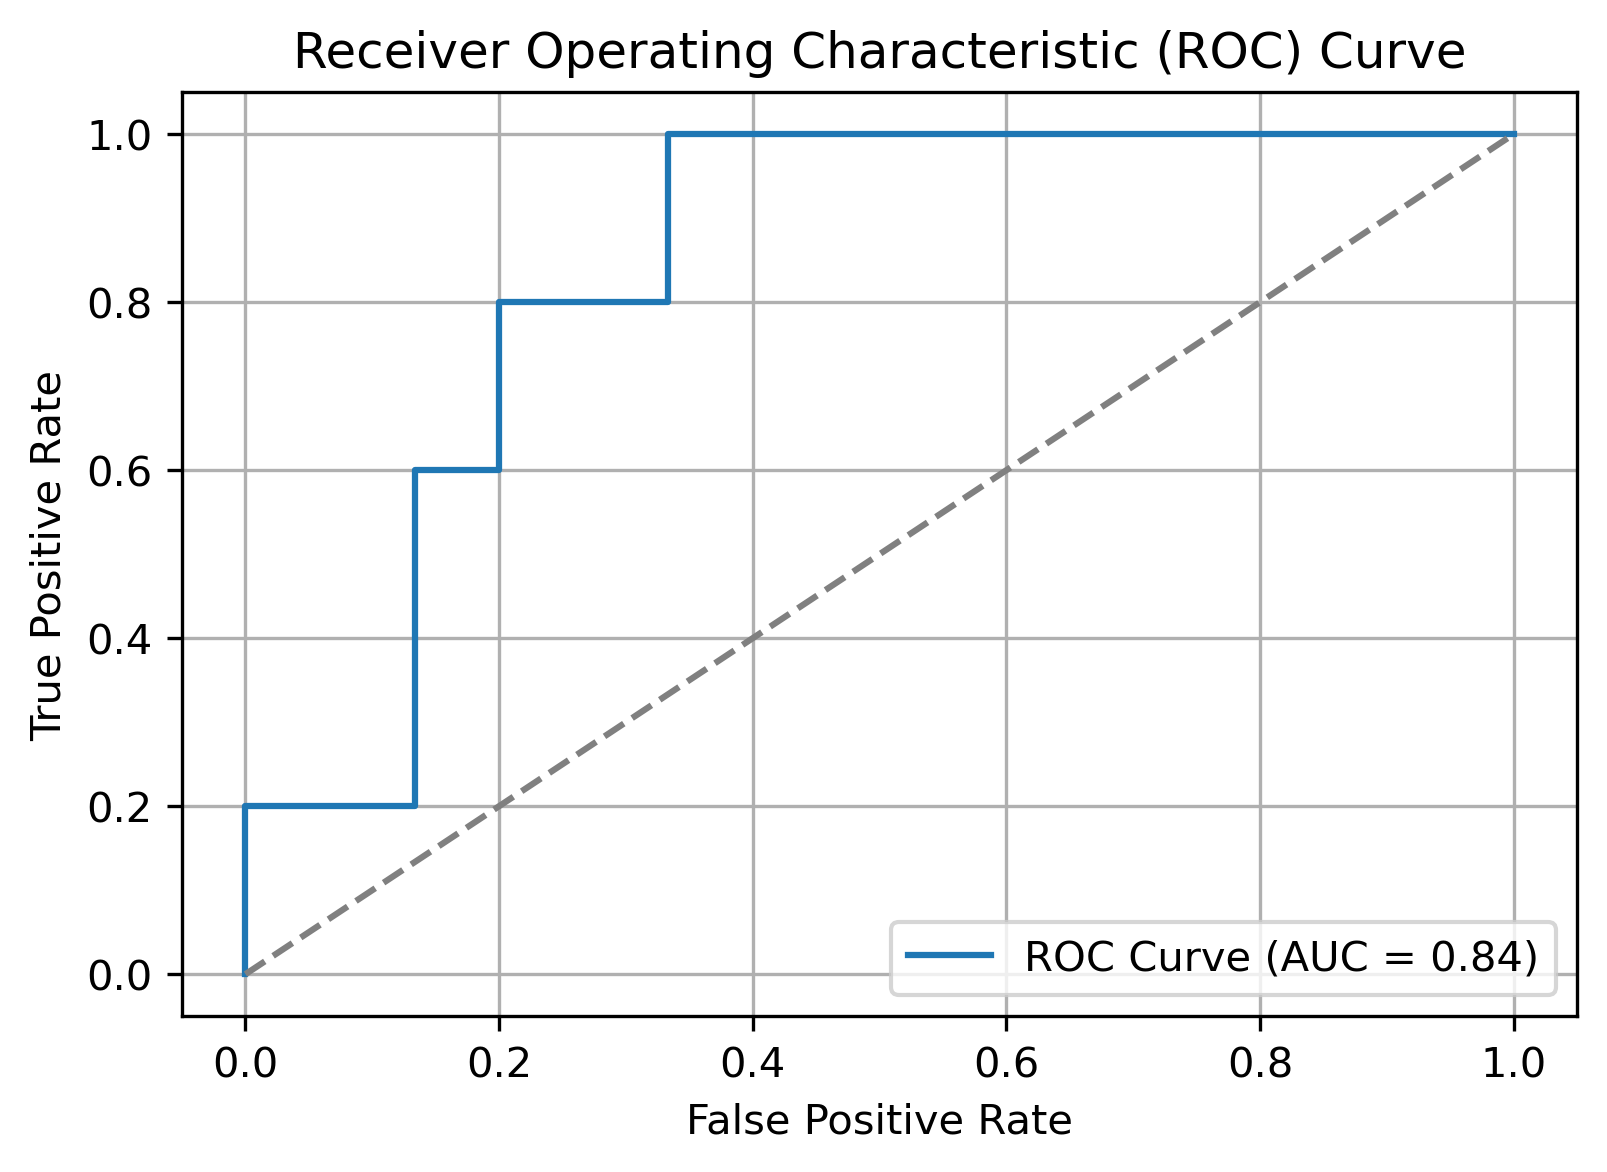 Receiver Operating Characteristic (ROC) Curve
1.0
0.8
0.6
0.4
0.2
0.0
True Positive Rate
ROC Curve (AUC = 0.84)
0.0 0.2 0.4 0.6 0.8 1.0
False Positive Rate